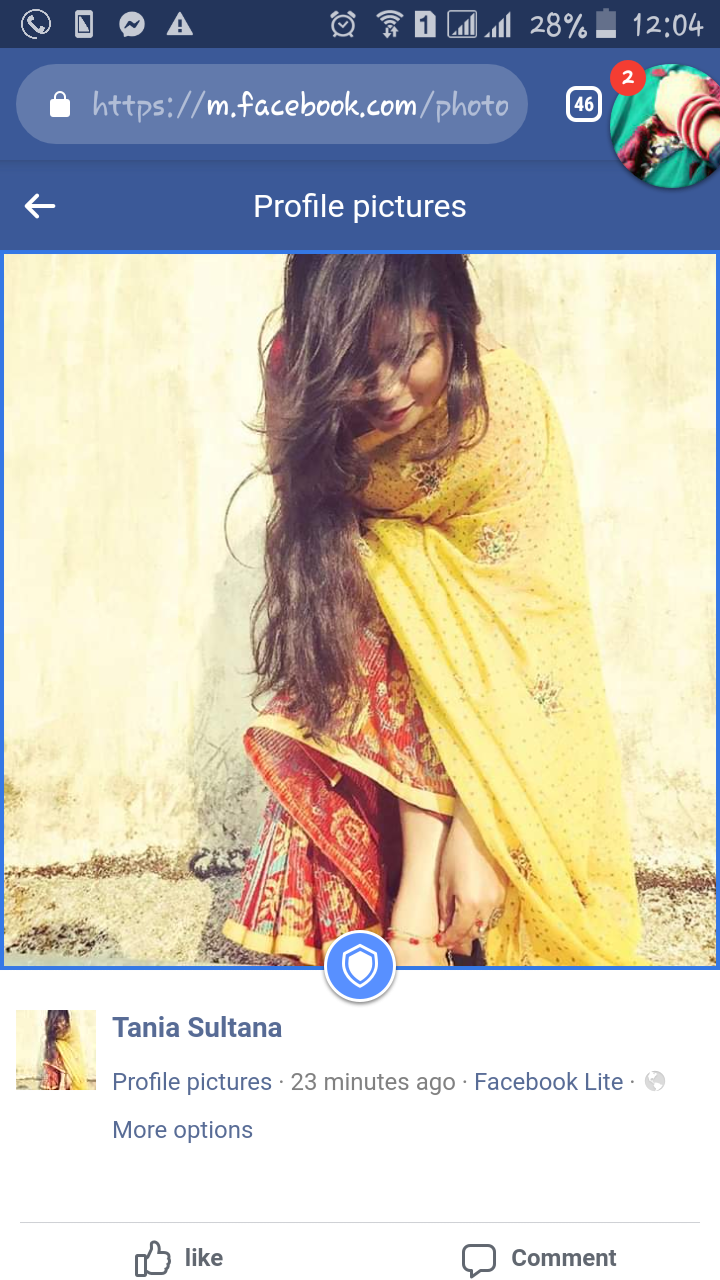 1 28% 12:04
https://m.facebook.com/photo 46 2
Profile pictures
Tania Sultana
Profile pictures · 23 minutes ago · Facebook Lite ·
More options
like Comment